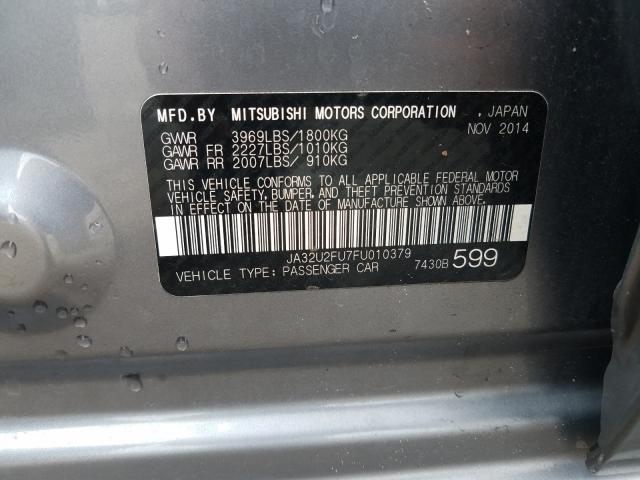 MFD.BY MITSUBISHI MOTORS CORPORATION , JAPAN
GVWR 3969LBS/1800KG NOV 2014
GAWR FR 2227LBS/1010KG
GAWR RR 2007LBS/ 910KG
THIS VEHICLE CONFORMS TO ALL APPLICABLE FEDERAL MOTOR
VEHICLE SAFETY, BUMPER, AND THEFT PREVENTION STANDARDS
IN EFFECT ON THE DATE OF MANUFACTURE SHOWN ABOVE.
JA32U2FU7FU010379
VEHICLE TYPE: PASSENGER CAR 7430B 599